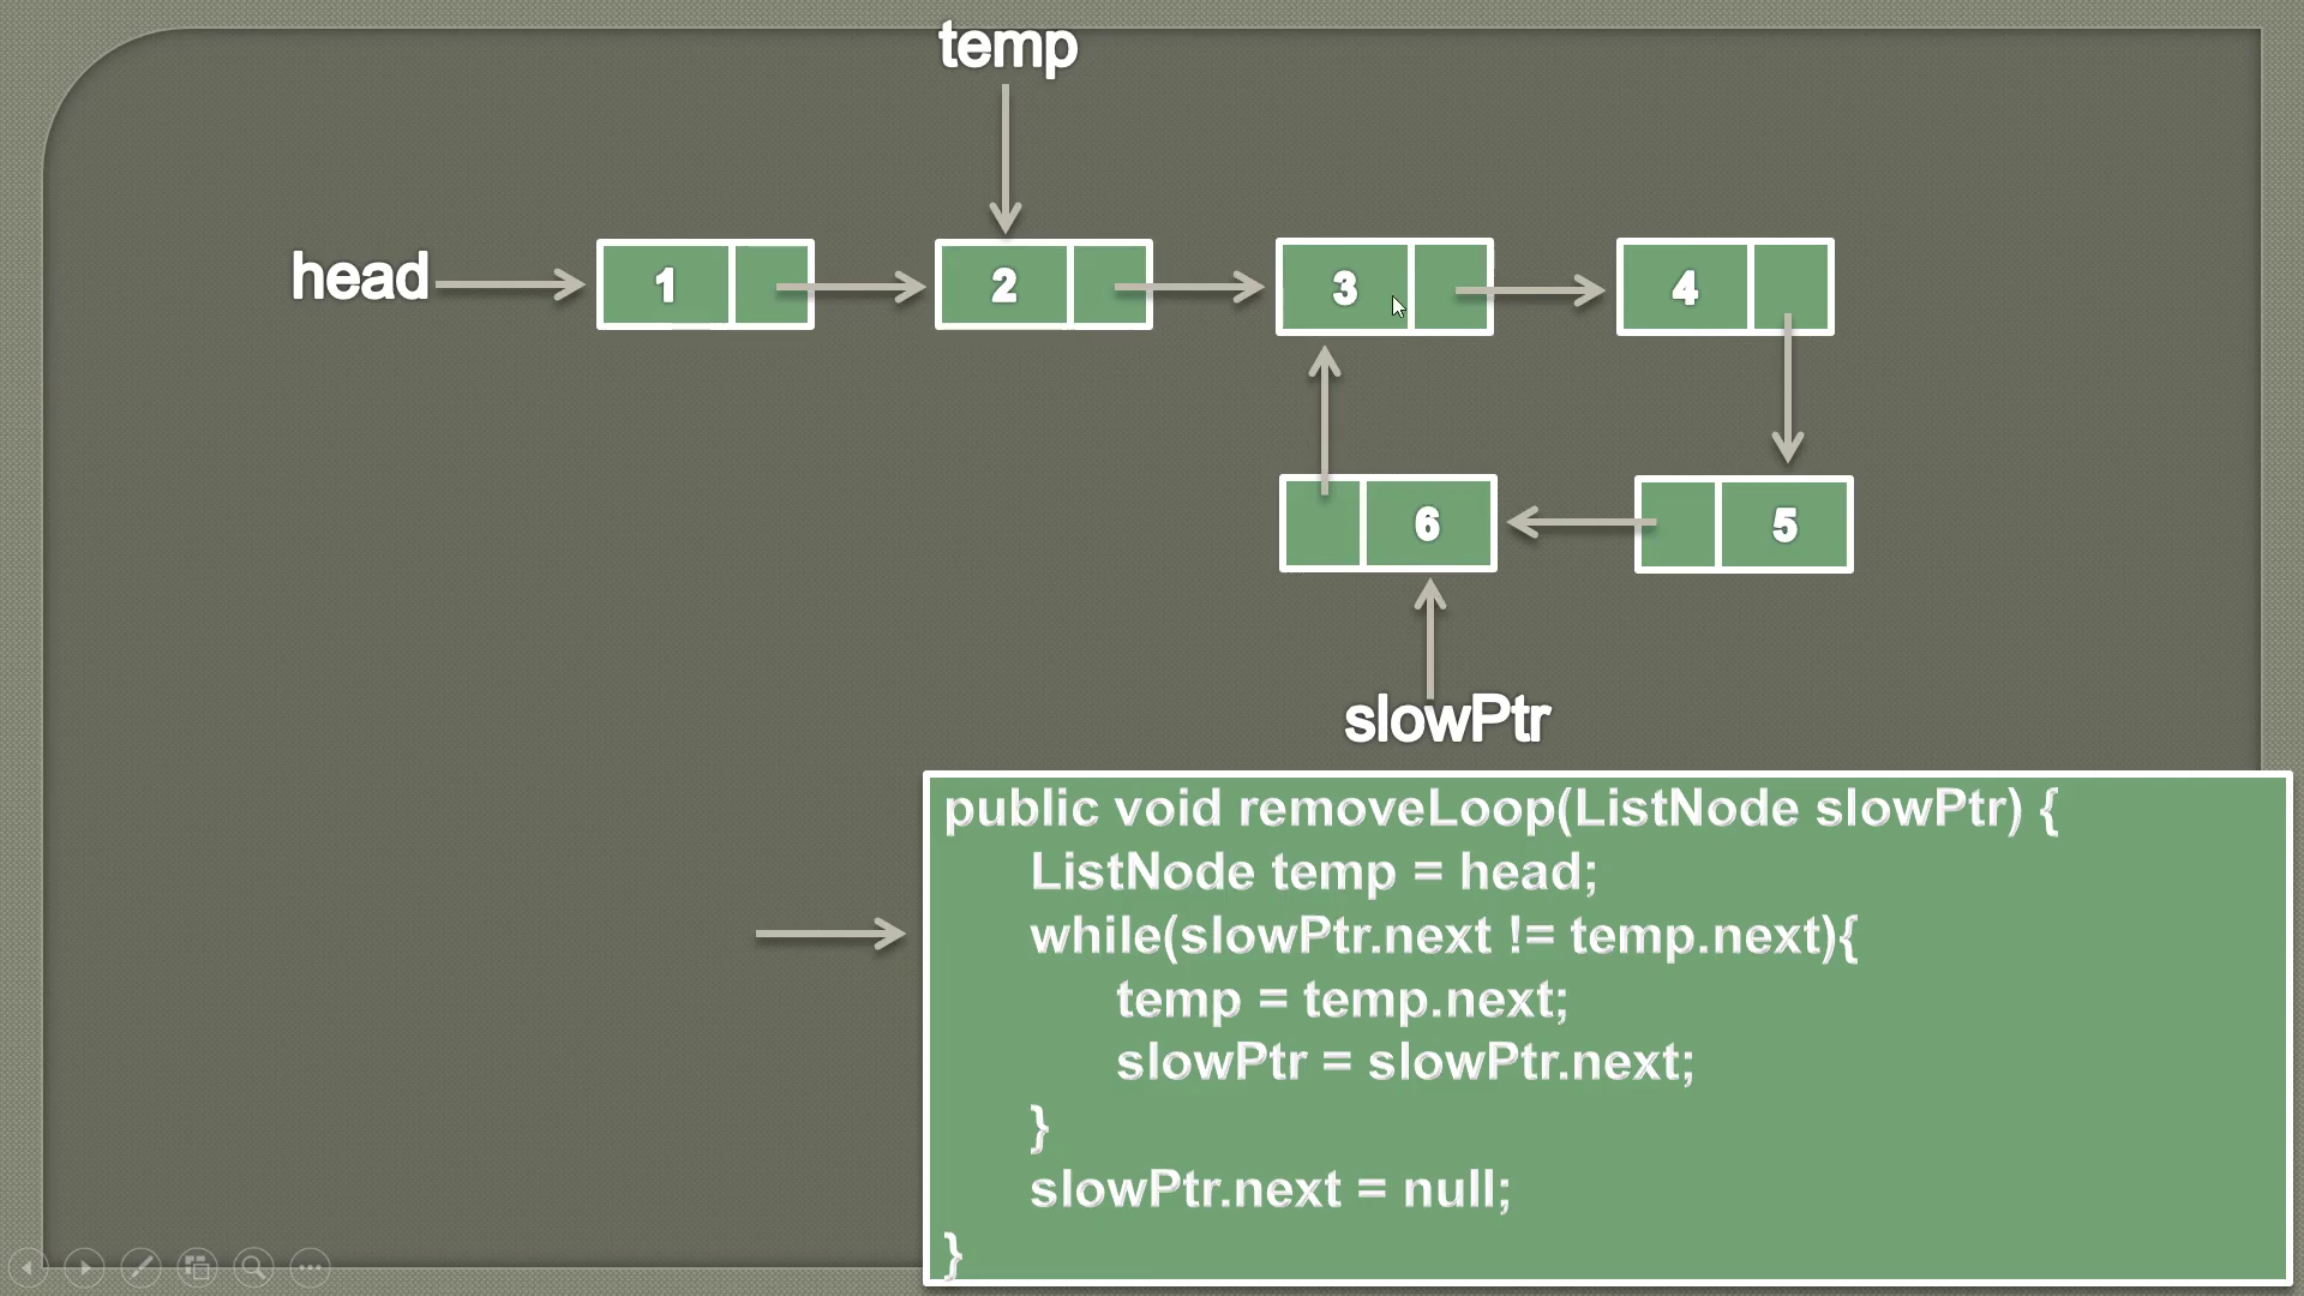 temp
head
1
2
3
4
6
5
slowPtr
public void removeLoop(ListNode slowPtr) {
ListNode temp = head;
while(slowPtr.next != temp.next){
temp = temp.next;
slowPtr = slowPtr.next;
}
slowPtr.next = null;
}